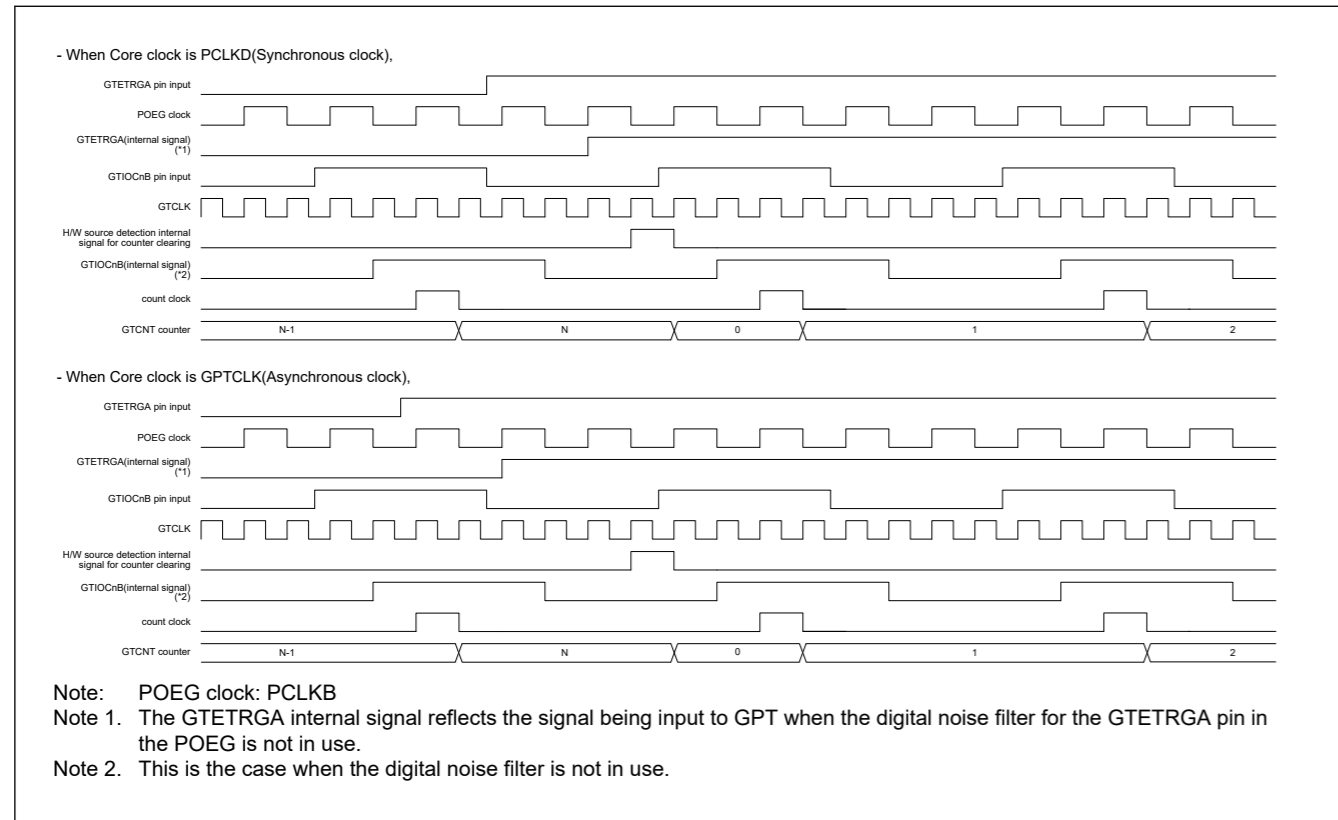 - When Core clock is PCLKD(Synchronous clock),
GTETRGA pin input
POEG clock
GTETRGA(internal signal)
(*1)
GTIOCnB pin input
GTCLK
H/W source detection internal
signal for counter clearing
GTIOCnB(internal signal)
(*2)
count clock
GTCNT counter N-1 N 0 1 2
- When Core clock is GPTCLK(Asynchronous clock),
GTETRGA pin input
POEG clock
GTETRGA(internal signal)
(*1)
GTIOCnB pin input
GTCLK
H/W source detection internal
signal for counter clearing
GTIOCnB(internal signal)
(*2)
count clock
GTCNT counter N-1 N 0 1 2
Note: POEG clock: PCLKB
Note 1. The GTETRGA internal signal reflects the signal being input to GPT when the digital noise filter for the GTETRGA pin in
the POEG is not in use.
Note 2. This is the case when the digital noise filter is not in use.